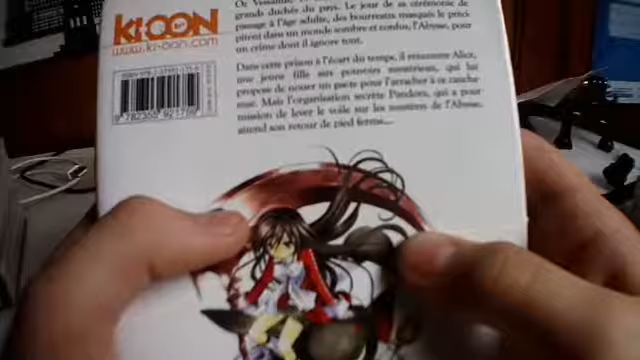 KI-OON
www.ki-oon.com
grands duchés du pays. Le jour de sa cérémonie de
passage à l'âge adulte, des bourreaux masqués le préci
pitent dans un monde sombre et confus, l'Abysse, pour
un crime dont il ignore tout.
Dans cette prison à l'écart du temps, il rencontre Alice,
une jeune fille aux pouvoirs monstrueux, qui lui
propose de nouer un pacte pour l'arracher à ce cauche
mar. Mais l'organisation secrète Pandora, qui a pour
mission de lever le voile sur les mystères de l'Abysse,
attend son retour de pied ferme...